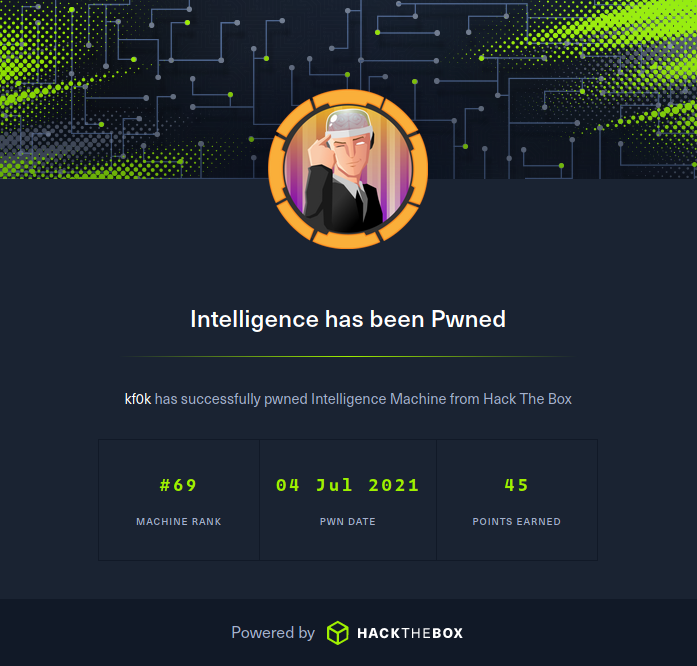 Intelligence has been Pwned
kf0k has successfully pwned Intelligence Machine from Hack The Box
#69 04 Jul 2021 45
MACHINE RANK PWN DATE POINTS EARNED
Powered by HACKTHEBOX